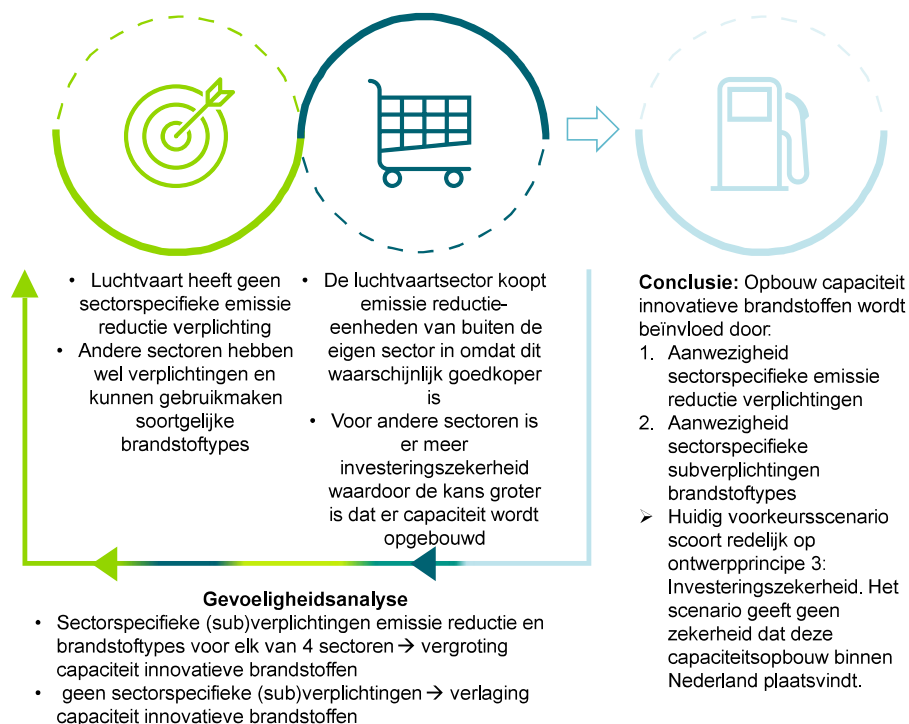 • Luchtvaart heeft geen
sectorspecifieke emissie
reductie verplichting
• Andere sectoren hebben
wel verplichtingen en
kunnen gebruikmaken
soortgelijke
brandstoftypes
• De luchtvaartsector koopt
emissie reductie-
eenheden van buiten de
eigen sector in omdat dit
waarschijnlijk goedkoper
is
• Voor andere sectoren is
er meer
investeringszekerheid
waardoor de kans groter
is dat er capaciteit wordt
opgebouwd
Conclusie: Opbouw capaciteit
innovatieve brandstoffen wordt
beïnvloed door:
1. Aanwezigheid
sectorspecifieke emissie
reductie verplichtingen
2. Aanwezigheid
sectorspecifieke
subverplichtingen
brandstoftypes
➢ Huidig voorkeursscenario
scoort redelijk op
ontwerpprincipe 3:
Investeringszekerheid. Het
scenario geeft geen
zekerheid dat deze
capaciteitsopbouw binnen
Nederland plaatsvindt.
Gevoeligheidsanalyse
• Sectorspecifieke (sub)verplichtingen emissie reductie en
brandstoftypes voor elk van 4 sectoren → vergroting
capaciteit innovatieve brandstoffen
• geen sectorspecifieke (sub)verplichtingen → verlaging
capaciteit innovatieve brandstoffen